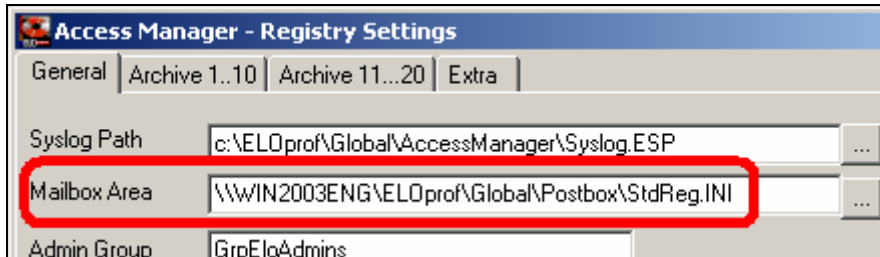 Access Manager - Registry Settings
General Archive 1..10 Archive 11...20 Extra
Syslog Path c:\ELOprof\Global\AccessManager\Syslog.ESP ...
Mailbox Area \\WIN2003ENG\ELOprof\Global\Postbox\StdReg.INI ...
Admin Group GrpEloAdmins